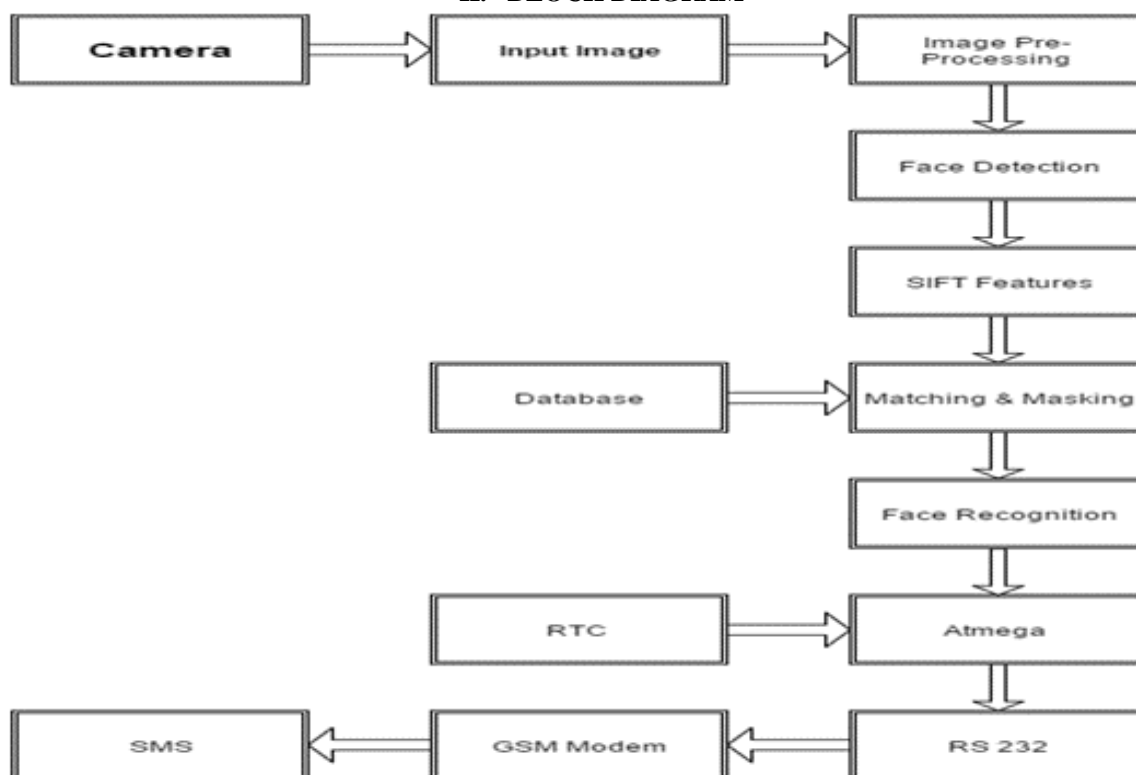 Camera
Input Image
Image Pre-
Processing
Face Detection
SIFT Features
Database
Matching & Masking
Face Recognition
RTC
Atmega
SMS
GSM Modem
RS 232